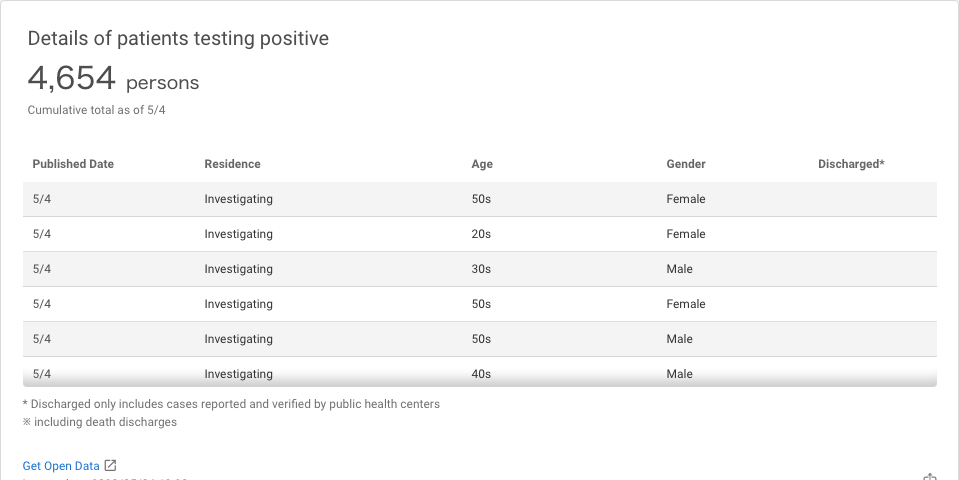 Details of patients testing positive
4,654 persons
Cumulative total as of 5/4
Published Date Residence Age Gender Discharged*
5/4 Investigating 50s Female
5/4 Investigating 20s Female
5/4 Investigating 30s Male
5/4 Investigating 50s Female
5/4 Investigating 50s Male
5/4 Investigating 40s Male
* Discharged only includes cases reported and verified by public health centers
※ including death discharges
Get Open Data